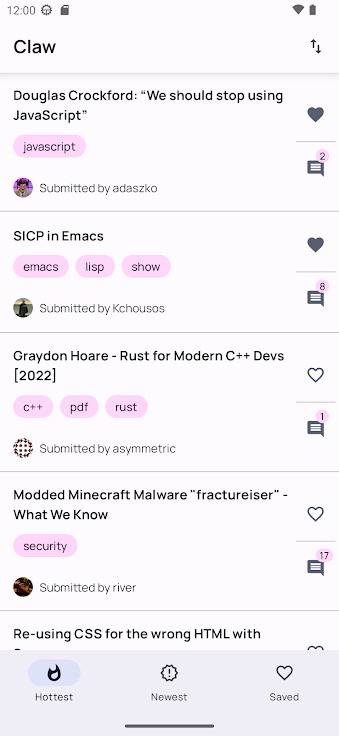 12:00
Claw
Douglas Crockford: “We should stop using
JavaScript”
javascript
2
Submitted by adaszko
SICP in Emacs
emacs lisp show
8
Submitted by Kchousos
Graydon Hoare - Rust for Modern C++ Devs
[2022]
c++ pdf rust
1
Submitted by asymmetric
Modded Minecraft Malware "fractureiser" -
What We Know
security
17
Submitted by river
Re-using CSS for the wrong HTML with
Hottest Newest Saved